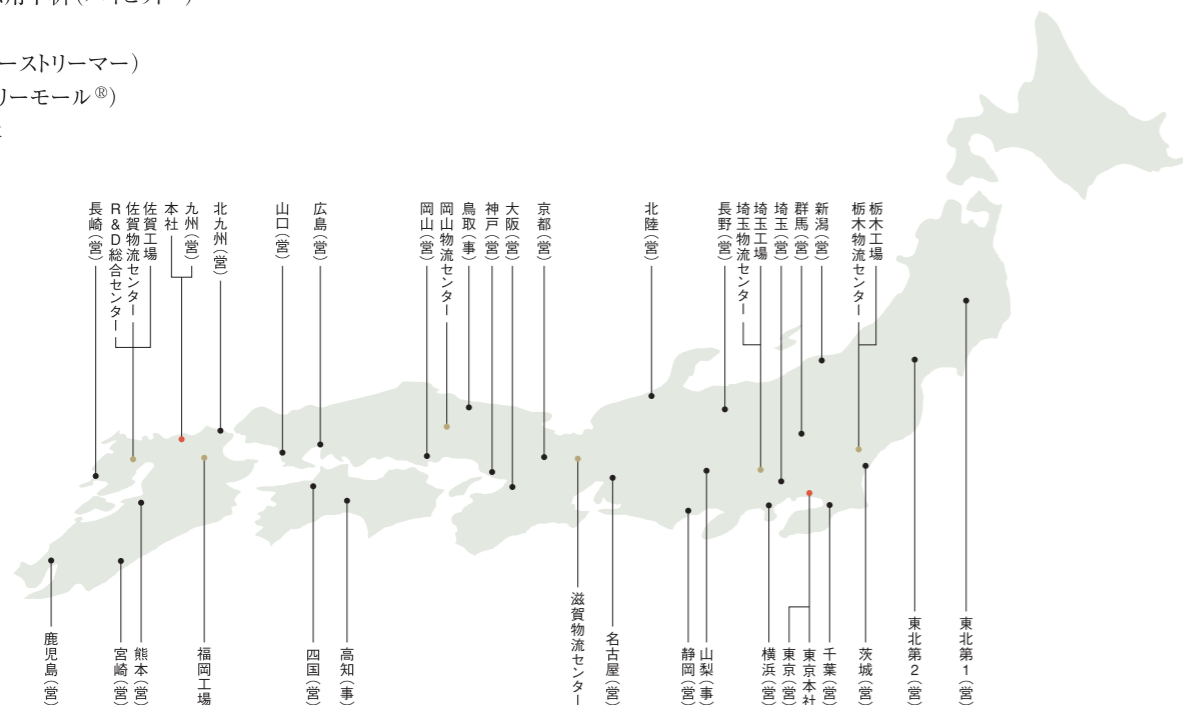 ーストリーマー）
リーモール®）
長崎（営）
R&D総合センター
佐賀物流センター
佐賀工場
本社
九州（営）
北九州（営）
山口（営）
広島（営）
岡山（営）
岡山物流センター
鳥取（事）
神戸（営）
大阪（営）
京都（営）
北陸（営）
長野（営）
埼玉物流センター
埼玉工場
埼玉（営）
群馬（営）
新潟（営）
栃木物流センター
栃木工場
鹿児島（営）
宮崎（営）
熊本（営）
福岡工場
四国（営）
高知（事）
滋賀物流センター
名古屋（営）
静岡（営）
山梨（事）
横浜（営）
東京（営）
東京本社
千葉（営）
茨城（営）
東北第2（営）
東北第1（営）